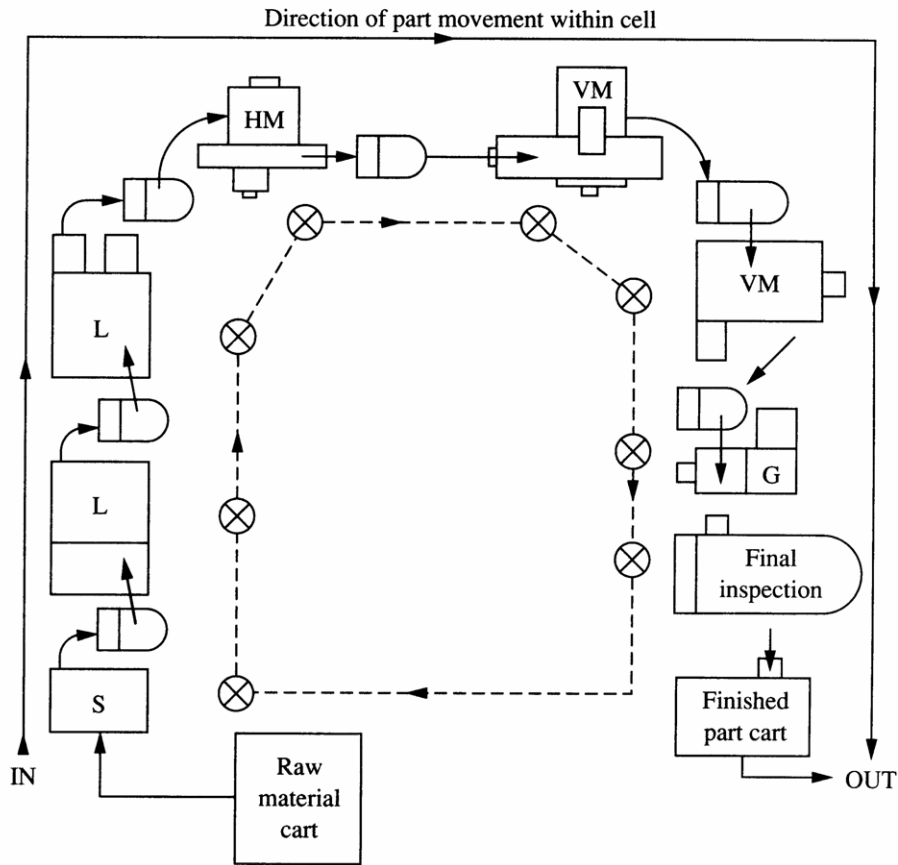 Direction of part movement within cell
HM
VM
L
VM
L
G
Final
inspection
S
Finished
part cart
IN
Raw
material
cart
OUT